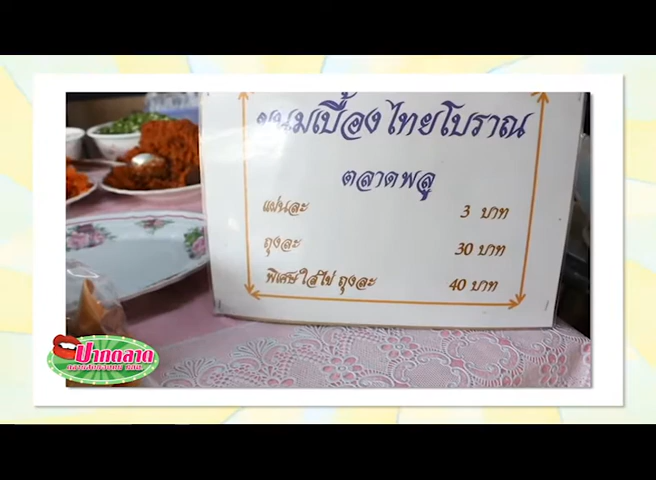 ขนมเบื้องไทยโบราณ
ตลาดพลู
แผ่นละ 3 บาท
ถุงละ 30 บาท
พิเศษใส่ไข่ ถุงละ 40 บาท
ปากตลาด